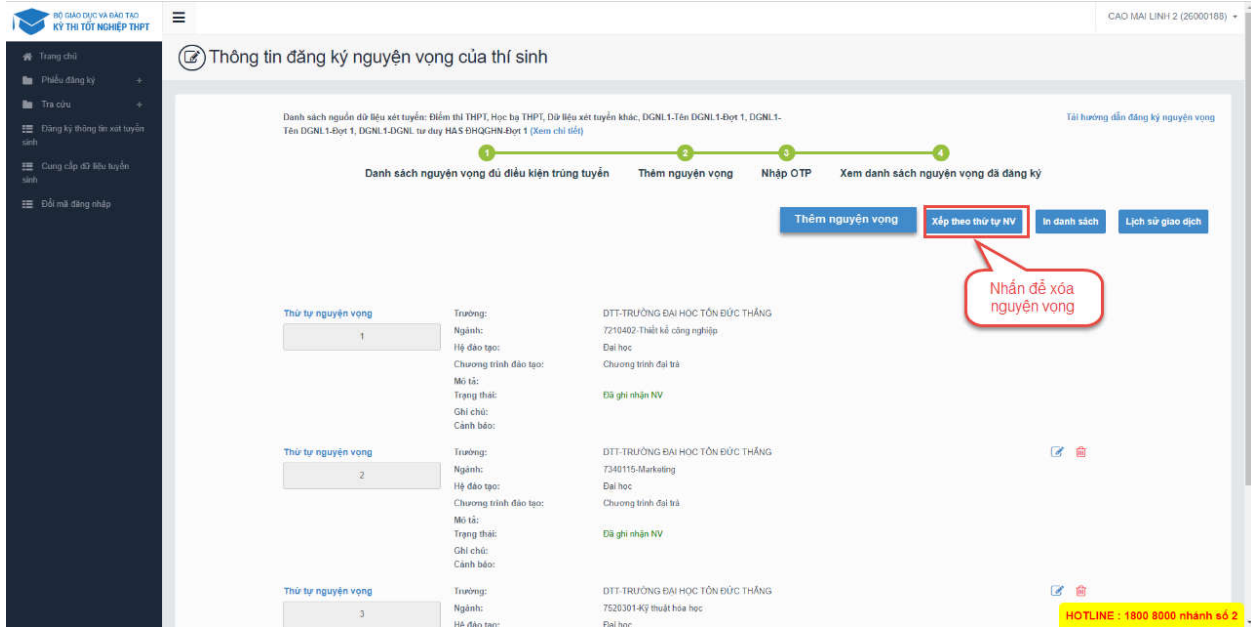 BỘ GIÁO DỤC VÀ ĐÀO TẠO
KỲ THI TỐT NGHIỆP THPT
CAO MAI LINH 2 (26000188)
Trang chủ
Phiếu đăng ký +
Tra cứu +
Đăng ký thông tin xét tuyển
sinh
Cung cấp dữ liệu tuyển
sinh
Đổi mã đăng nhập
Thông tin đăng ký nguyện vọng của thí sinh
Danh sách nguồn dữ liệu xét tuyển: Điểm thi THPT, Học bạ THPT, Dữ liệu xét tuyển khác, DGNL1-Tên DGNL1-Đợt 1, DGNL1-
Tên DGNL1-Đợt 1, DGNL1-DGNL tư duy HAS ĐHQGHN-Đợt 1 (Xem chi tiết)
Tải hướng dẫn đăng ký nguyện vọng
1 2 3 4
Danh sách nguyện vọng đủ điều kiện trúng tuyển Thêm nguyện vọng Nhập OTP Xem danh sách nguyện vọng đã đăng ký
Thêm nguyện vọng Xếp theo thứ tự NV In danh sách Lịch sử giao dịch
Nhấn để xóa
nguyện vọng
Thứ tự nguyện vọng
1
Trường: DTT-TRƯỜNG ĐẠI HỌC TÔN ĐỨC THẮNG
Ngành: 7210402-Thiết kế công nghiệp
Hệ đào tạo: Đại học
Chương trình đào tạo: Chương trình đại trà
Mô tả:
Trạng thái: Đã ghi nhận NV
Ghi chú:
Cảnh báo:
Thứ tự nguyện vọng
2
Trường: DTT-TRƯỜNG ĐẠI HỌC TÔN ĐỨC THẮNG
Ngành: 7340115-Marketing
Hệ đào tạo: Đại học
Chương trình đào tạo: Chương trình đại trà
Mô tả:
Trạng thái: Đã ghi nhận NV
Ghi chú:
Cảnh báo:
Thứ tự nguyện vọng
3
Trường: DTT-TRƯỜNG ĐẠI HỌC TÔN ĐỨC THẮNG
Ngành: 7520301-Kỹ thuật hóa học
Hệ đào tạo: Đại học
HOTLINE : 1800 8000 nhánh số 2